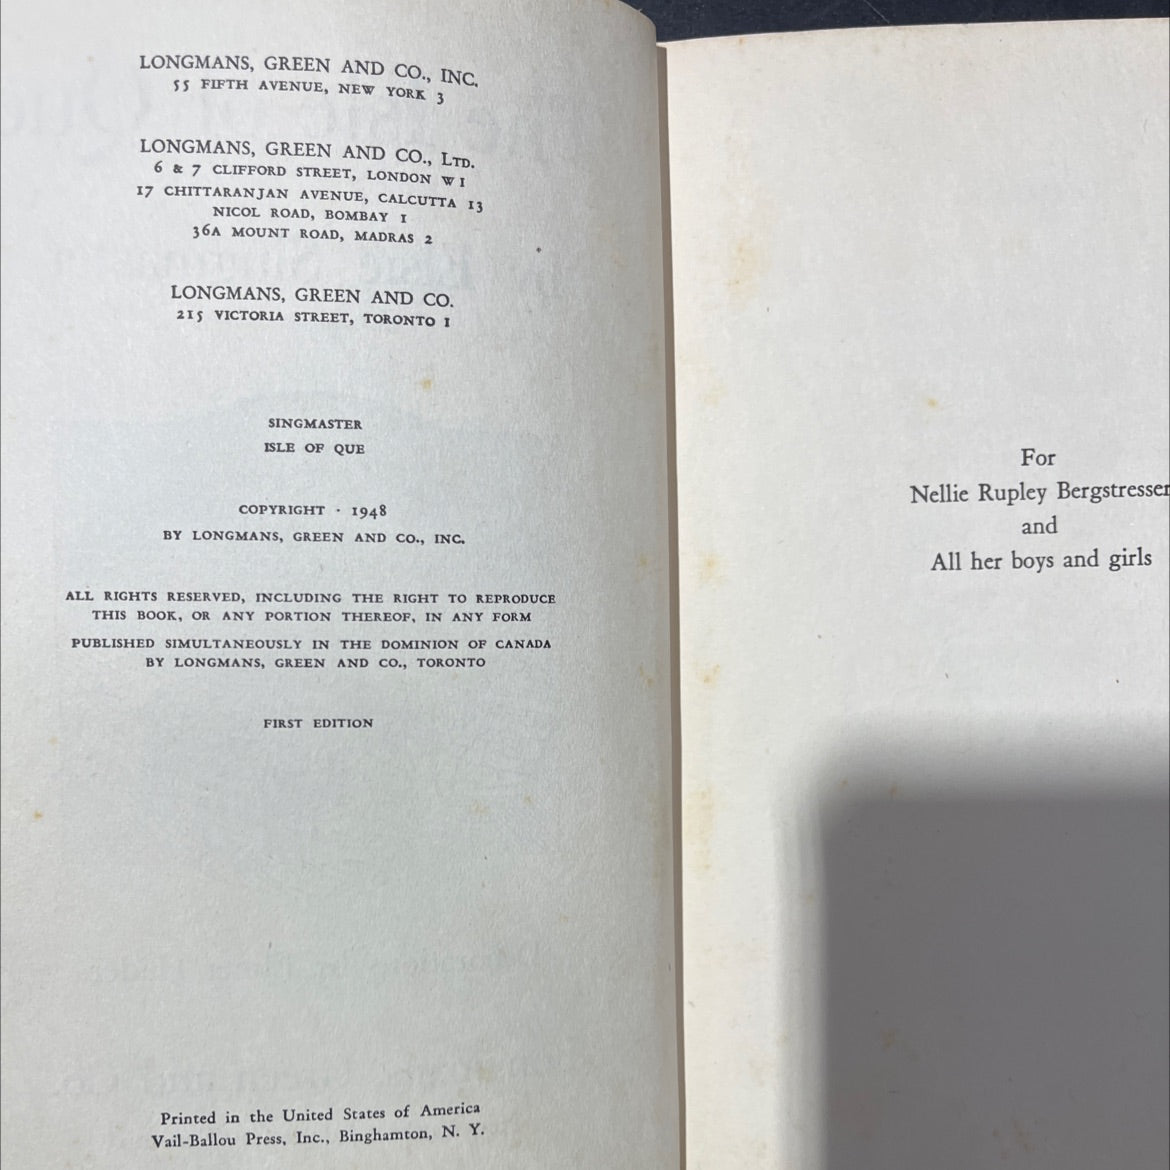 LONGMANS, GREEN AND CO., INC.
55 FIFTH AVENUE, NEW YORK 3
LONGMANS, GREEN AND CO., LTD.
6 & 7 CLIFFORD STREET, LONDON W 1
17 CHITTARANJAN AVENUE, CALCUTTA 13
NICOL ROAD, BOMBAY 1
36A MOUNT ROAD, MADRAS 2
LONGMANS, GREEN AND CO.
215 VICTORIA STREET, TORONTO 1
SINGMASTER
ISLE OF QUE
COPYRIGHT · 1948
BY LONGMANS, GREEN AND CO., INC.
ALL RIGHTS RESERVED, INCLUDING THE RIGHT TO REPRODUCE
THIS BOOK, OR ANY PORTION THEREOF, IN ANY FORM
PUBLISHED SIMULTANEOUSLY IN THE DOMINION OF CANADA
BY LONGMANS, GREEN AND CO., TORONTO
FIRST EDITION
Printed in the United States of America
Vail-Ballou Press, Inc., Binghamton, N. Y.
For
Nellie Rupley Bergstresser
and
All her boys and girls